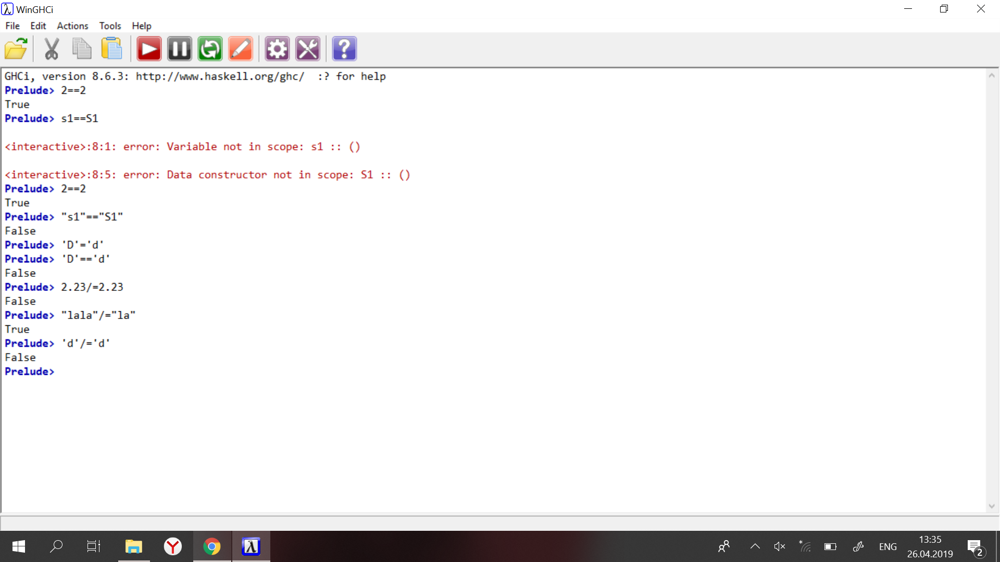 WinGHCi
File Edit Actions Tools Help
GHCi, version 8.6.3: http://www.haskell.org/ghc/  :? for help
Prelude> 2==2
True
Prelude> s1==S1
<interactive>:8:1: error: Variable not in scope: s1 :: ()
<interactive>:8:5: error: Data constructor not in scope: S1 :: ()
Prelude> 2==2
True
Prelude> "s1"=="S1"
False
Prelude> 'D'='d'
Prelude> 'D'=='d'
False
Prelude> 2.23/=2.23
False
Prelude> "lala"/="la"
True
Prelude> 'd'/='d'
False
Prelude>
ENG
13:35
26.04.2019
2